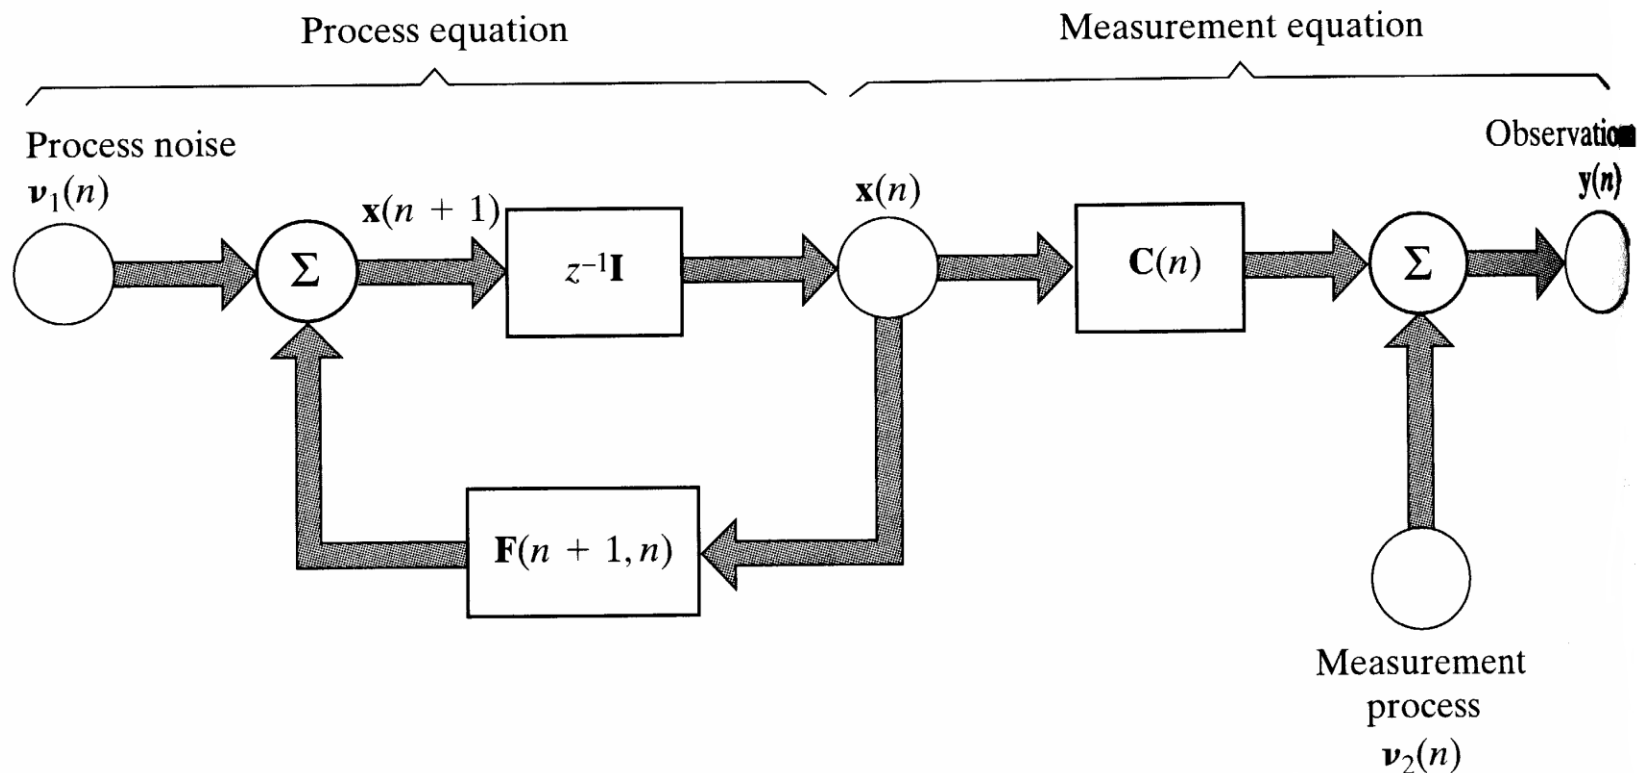 Process equation
Measurement equation
Process noise
𝝂₁(n)
Σ
x(n + 1)
z⁻¹I
x(n)
C(n)
Σ
Observation
y(n)
F(n + 1, n)
Measurement
process
𝝂₂(n)